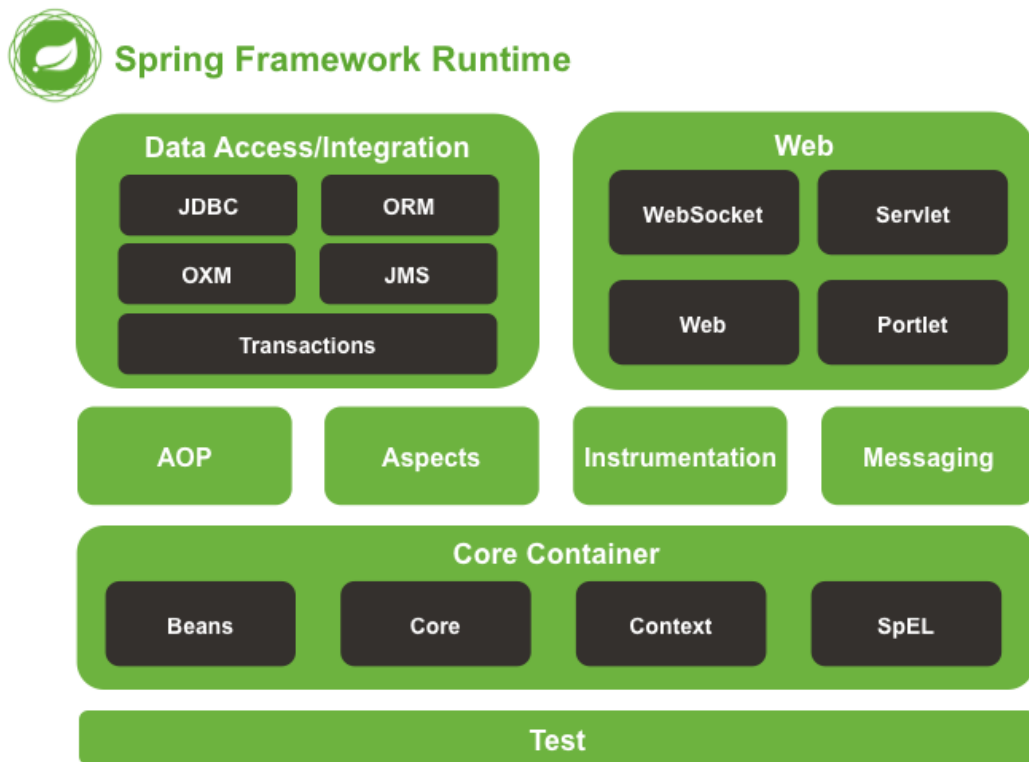 Spring Framework Runtime
Data Access/Integration
JDBC
ORM
OXM
JMS
Transactions
Web
WebSocket
Servlet
Web
Portlet
AOP
Aspects
Instrumentation
Messaging
Core Container
Beans
Core
Context
SpEL
Test